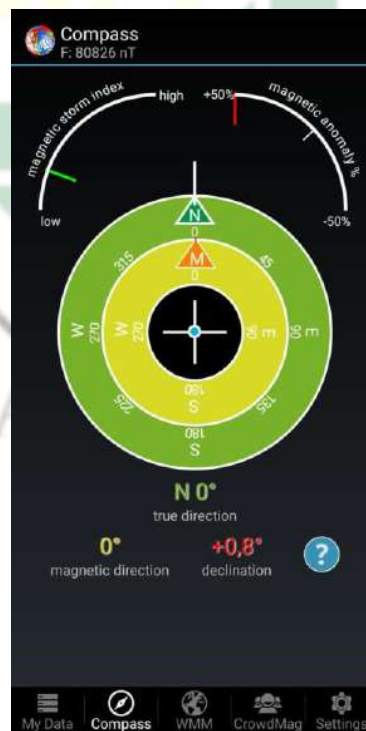 Compass
F: 80826 nT
magnetic storm index
low
high
+50%
magnetic anomaly %
-50%
N
0
M
0
315
45
W
270
W
270
E
90
E
90
225
135
180
S
180
S
N 0°
true direction
0°
magnetic direction
+0,8°
declination
?
My Data
Compass
WMM
CrowdMag
Settings